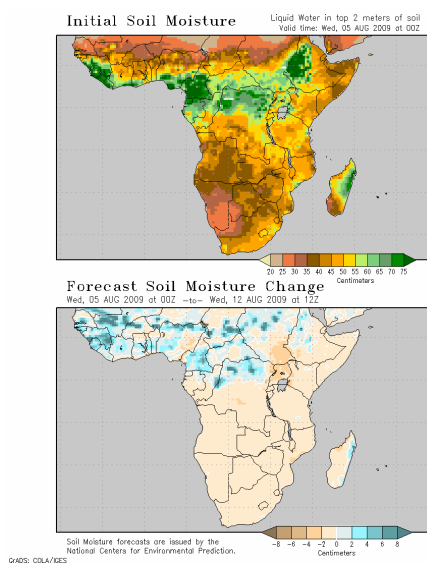 Initial Soil Moisture
Liquid Water in top 2 meters of soil
Valid time: Wed, 05 AUG 2009 at 00Z
20 25 30 35 40 45 50 55 60 65 70 75
Centimeters
Forecast Soil Moisture Change
Wed, 05 AUG 2009 at 00Z -to- Wed, 12 AUG 2009 at 12Z
-8 -6 -4 -2 0 2 4 6 8
Centimeters
Soil Moisture forecasts are issued by the
National Centers for Environmental Prediction.
GrADS: COLA/IGES